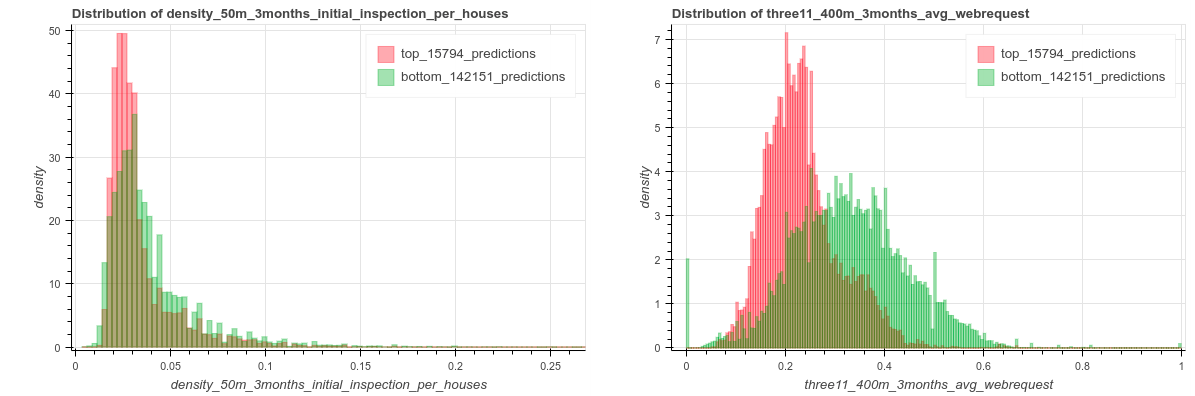 Distribution of density_50m_3months_initial_inspection_per_houses
50
40
30
20
10
0
density
top_15794_predictions
bottom_142151_predictions
0
0.05
0.1
0.15
0.2
0.25
density_50m_3months_initial_inspection_per_houses
Distribution of three11_400m_3months_avg_webrequest
7
6
5
4
3
2
1
0
density
top_15794_predictions
bottom_142151_predictions
0
0.2
0.4
0.6
0.8
1
three11_400m_3months_avg_webrequest